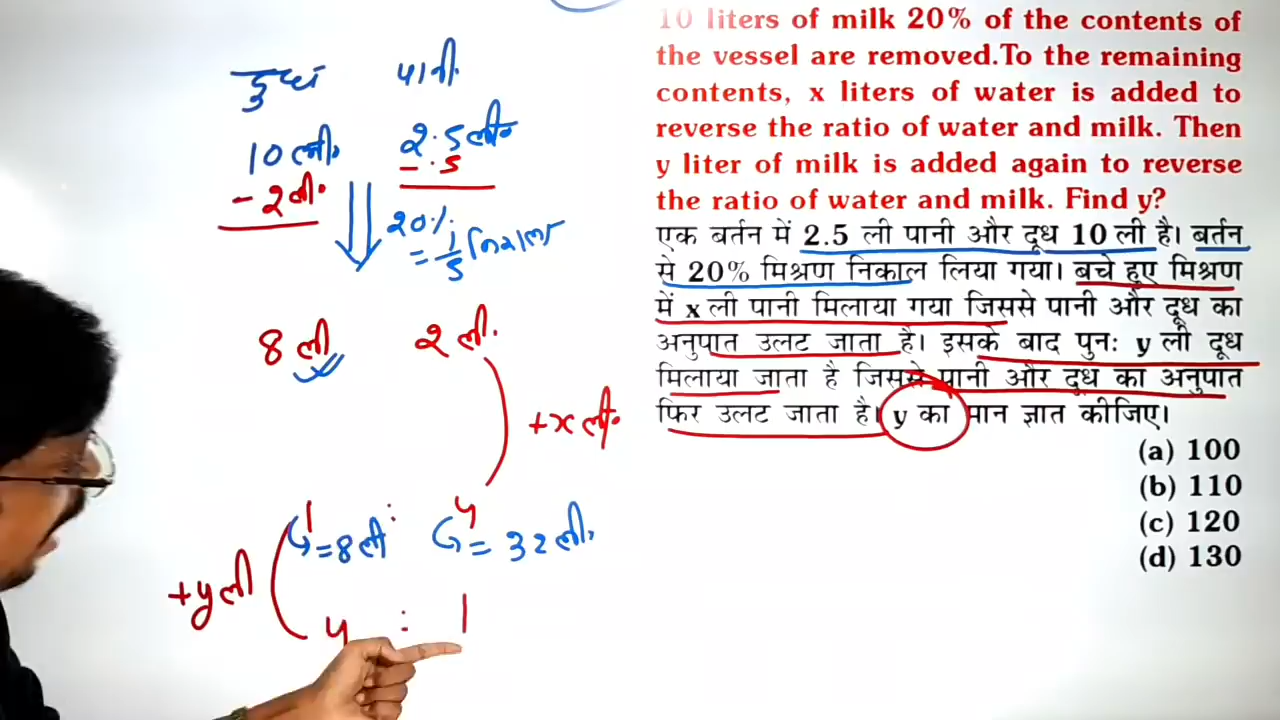 दुध पानी
10 ली. 2.5 ली.
- 2 ली. - .5
20%
= 1/5
8 ली 2 ली.
+x ली.
1 : 4
= 8 ली = 32 ली.
+y ली
4 : 1
10 liters of milk 20% of the contents of
the vessel are removed.To the remaining
contents, x liters of water is added to
reverse the ratio of water and milk. Then
y liter of milk is added again to reverse
the ratio of water and milk. Find y?
एक बर्तन में 2.5 ली पानी और दूध 10 ली है। बर्तन
से 20% मिश्रण निकाल लिया गया। बचे हुए मिश्रण
में x ली पानी मिलाया गया जिससे पानी और दूध का
अनुपात उलट जाता है। इसके बाद पुनः y ली दूध
मिलाया जाता है जिससे पानी और दूध का अनुपात
फिर उलट जाता है। y का मान ज्ञात कीजिए।
(a) 100
(b) 110
(c) 120
(d) 130